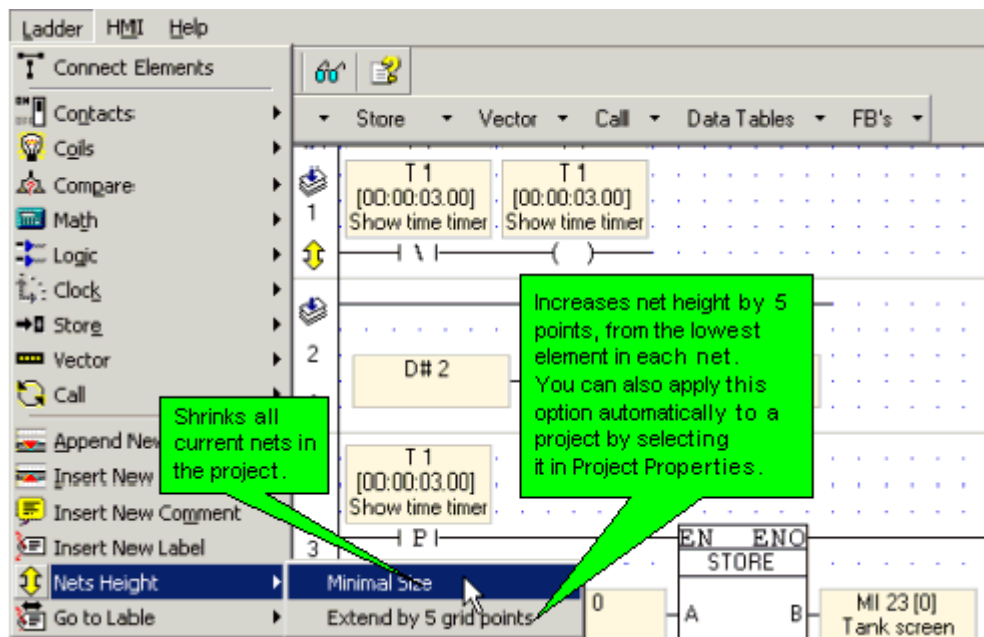 Ladder HMI Help
Connect Elements
Contacts
Coils
Compare
Math
Logic
Clock
Store
Vector
Call
Append New
Insert New
Insert New Comment
Insert New Label
Nets Height
Go to Lable
Minimal Size
Extend by 5 grid points
Shrinks all
current nets in
the project.
Store Vector Call Data Tables FB's
1
T 1
[00:00:03.00]
Show time timer
T 1
[00:00:03.00]
Show time timer
2
D# 2
Increases net height by 5
points, from the lowest
element in each net.
You can also apply this
option automatically to a
project by selecting
it in Project Properties.
3
T 1
[00:00:03.00]
Show time timer
P
EN ENO
STORE
A B
0
MI 23 [0]
Tank screen